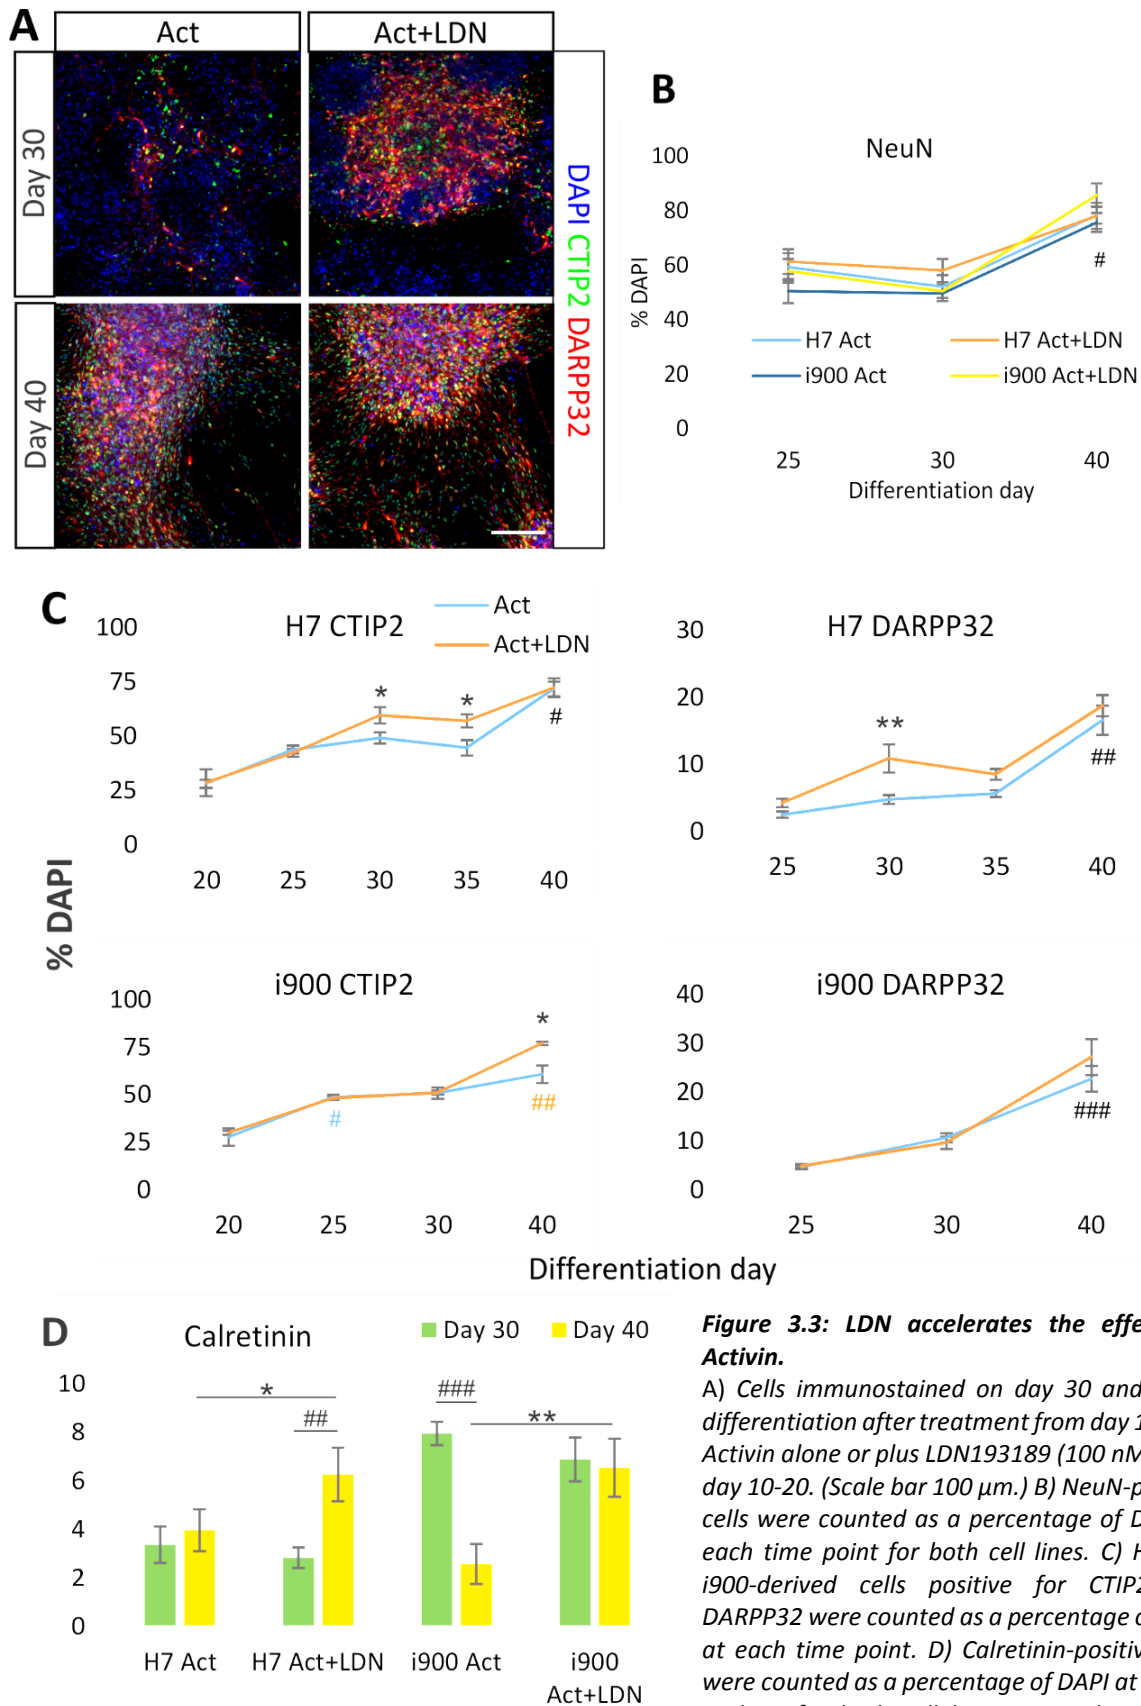 A
Act
Act+LDN
Day 30
Day 40
DAPI CTIP2 DARPP32
B
NeuN
100
80
60
40
20
0
% DAPI
#
H7 Act
H7 Act+LDN
i900 Act
i900 Act+LDN
25 30 40
Differentiation day
C
Act
Act+LDN
% DAPI
H7 CTIP2
100
75
50
25
0
* *
#
20 25 30 35 40
H7 DARPP32
30
20
10
0
**
##
25 30 35 40
i900 CTIP2
100
75
50
25
0
*
# ##
20 25 30 40
i900 DARPP32
40
30
20
10
0
###
25 30 40
Differentiation day
D
Calretinin
Day 30 Day 40
10
8
6
4
2
0
*
##
###
**
H7 Act H7 Act+LDN i900 Act i900
Act+LDN
Figure 3.3: LDN accelerates the
Activin.
A) Cells immunostained on day 30 and
differentiation after treatment from day
Activin alone or plus LDN193189 (100 nM
day 10-20. (Scale bar 100 µm.) B)
cells were counted as a percentage of
each time point for both cell lines. C)
i900-derived cells positive for CTIP2
DARPP32 were counted as a percentage
at each time point. D)
were counted as a percentage of DAPI at